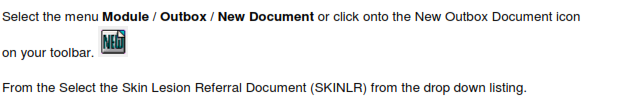 Select the menu Module / Outbox / New Document or click onto the New Outbox Document icon
on your toolbar. NEW
From the Select the Skin Lesion Referral Document (SKINLR) from the drop down listing.